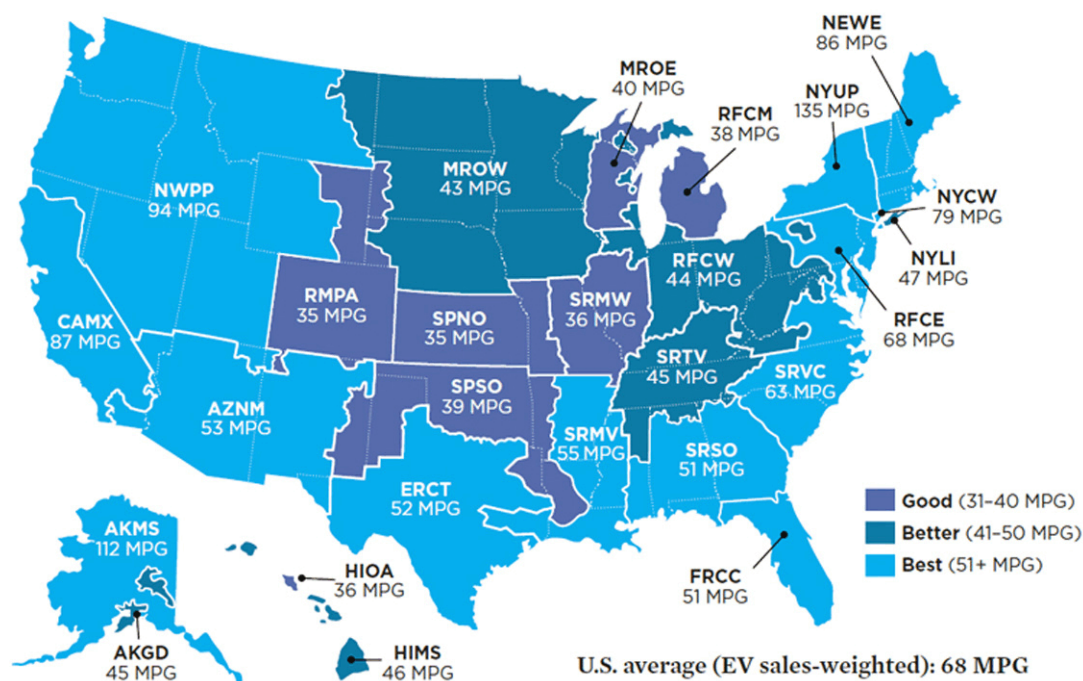 NEWE
86 MPG
MROE
40 MPG
NYUP
135 MPG
RFCM
38 MPG
MROW
43 MPG
NWPP
94 MPG
NYCW
79 MPG
NYLI
47 MPG
RFCW
44 MPG
RMPA
35 MPG
SRMW
36 MPG
CAMX
87 MPG
SPNO
35 MPG
RFCE
68 MPG
SRTV
45 MPG
SRVC
63 MPG
SPSO
39 MPG
AZNM
53 MPG
SRMV
55 MPG
SRSO
51 MPG
ERCT
52 MPG
Good (31–40 MPG)
Better (41–50 MPG)
Best (51+ MPG)
AKMS
112 MPG
HIOA
36 MPG
FRCC
51 MPG
AKGD
45 MPG
HIMS
46 MPG
U.S. average (EV sales-weighted): 68 MPG